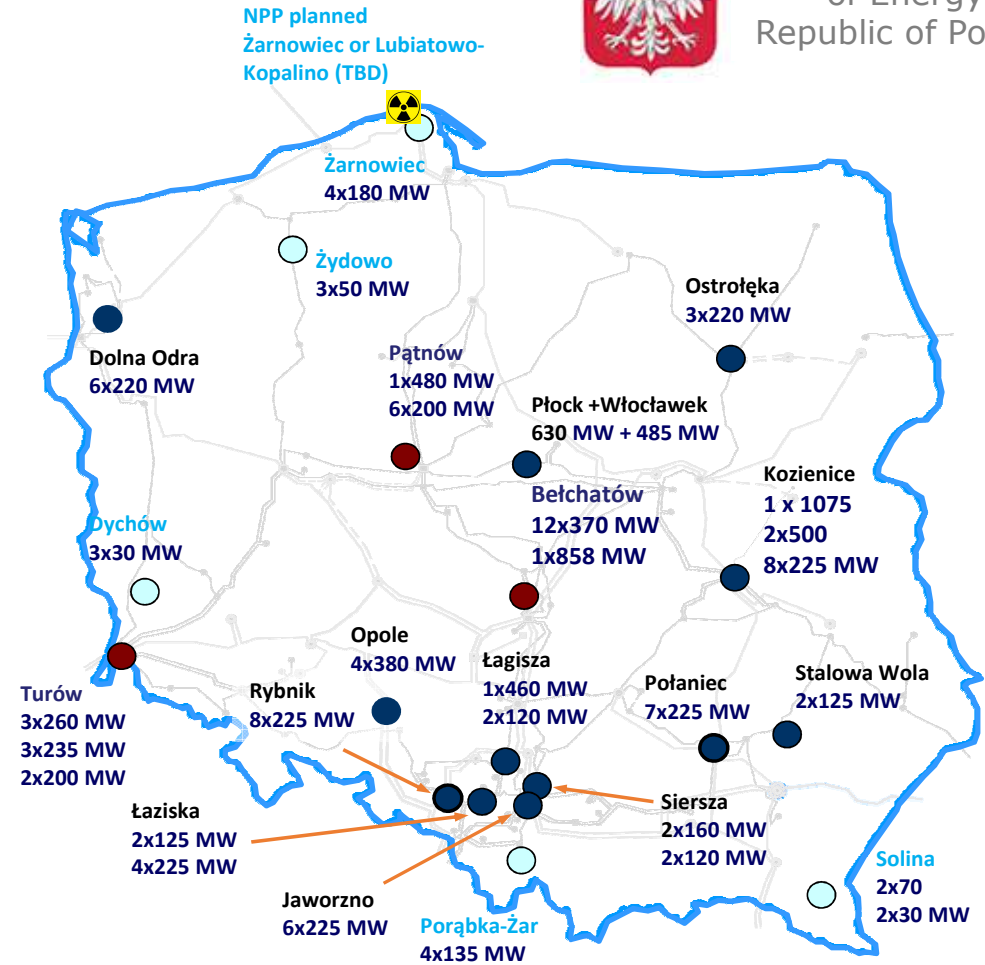 of Energy
Republic of Po
NPP planned
Żarnowiec or Lubiatowo-
Kopalino (TBD)
Żarnowiec
4x180 MW
Żydowo
3x50 MW
Ostrołęka
3x220 MW
Dolna Odra
6x220 MW
Pątnów
1x480 MW
6x200 MW
Płock +Włocławek
630 MW + 485 MW
Kozienice
1 x 1075
2x500
8x225 MW
Bełchatów
12x370 MW
1x858 MW
Dychów
3x30 MW
Opole
4x380 MW
Łagisza
1x460 MW
2x120 MW
Połaniec
7x225 MW
Stalowa Wola
2x125 MW
Turów
3x260 MW
3x235 MW
2x200 MW
Rybnik
8x225 MW
Łaziska
2x125 MW
4x225 MW
Siersza
2x160 MW
2x120 MW
Jaworzno
6x225 MW
Porąbka-Żar
4x135 MW
Solina
2x70
2x30 MW